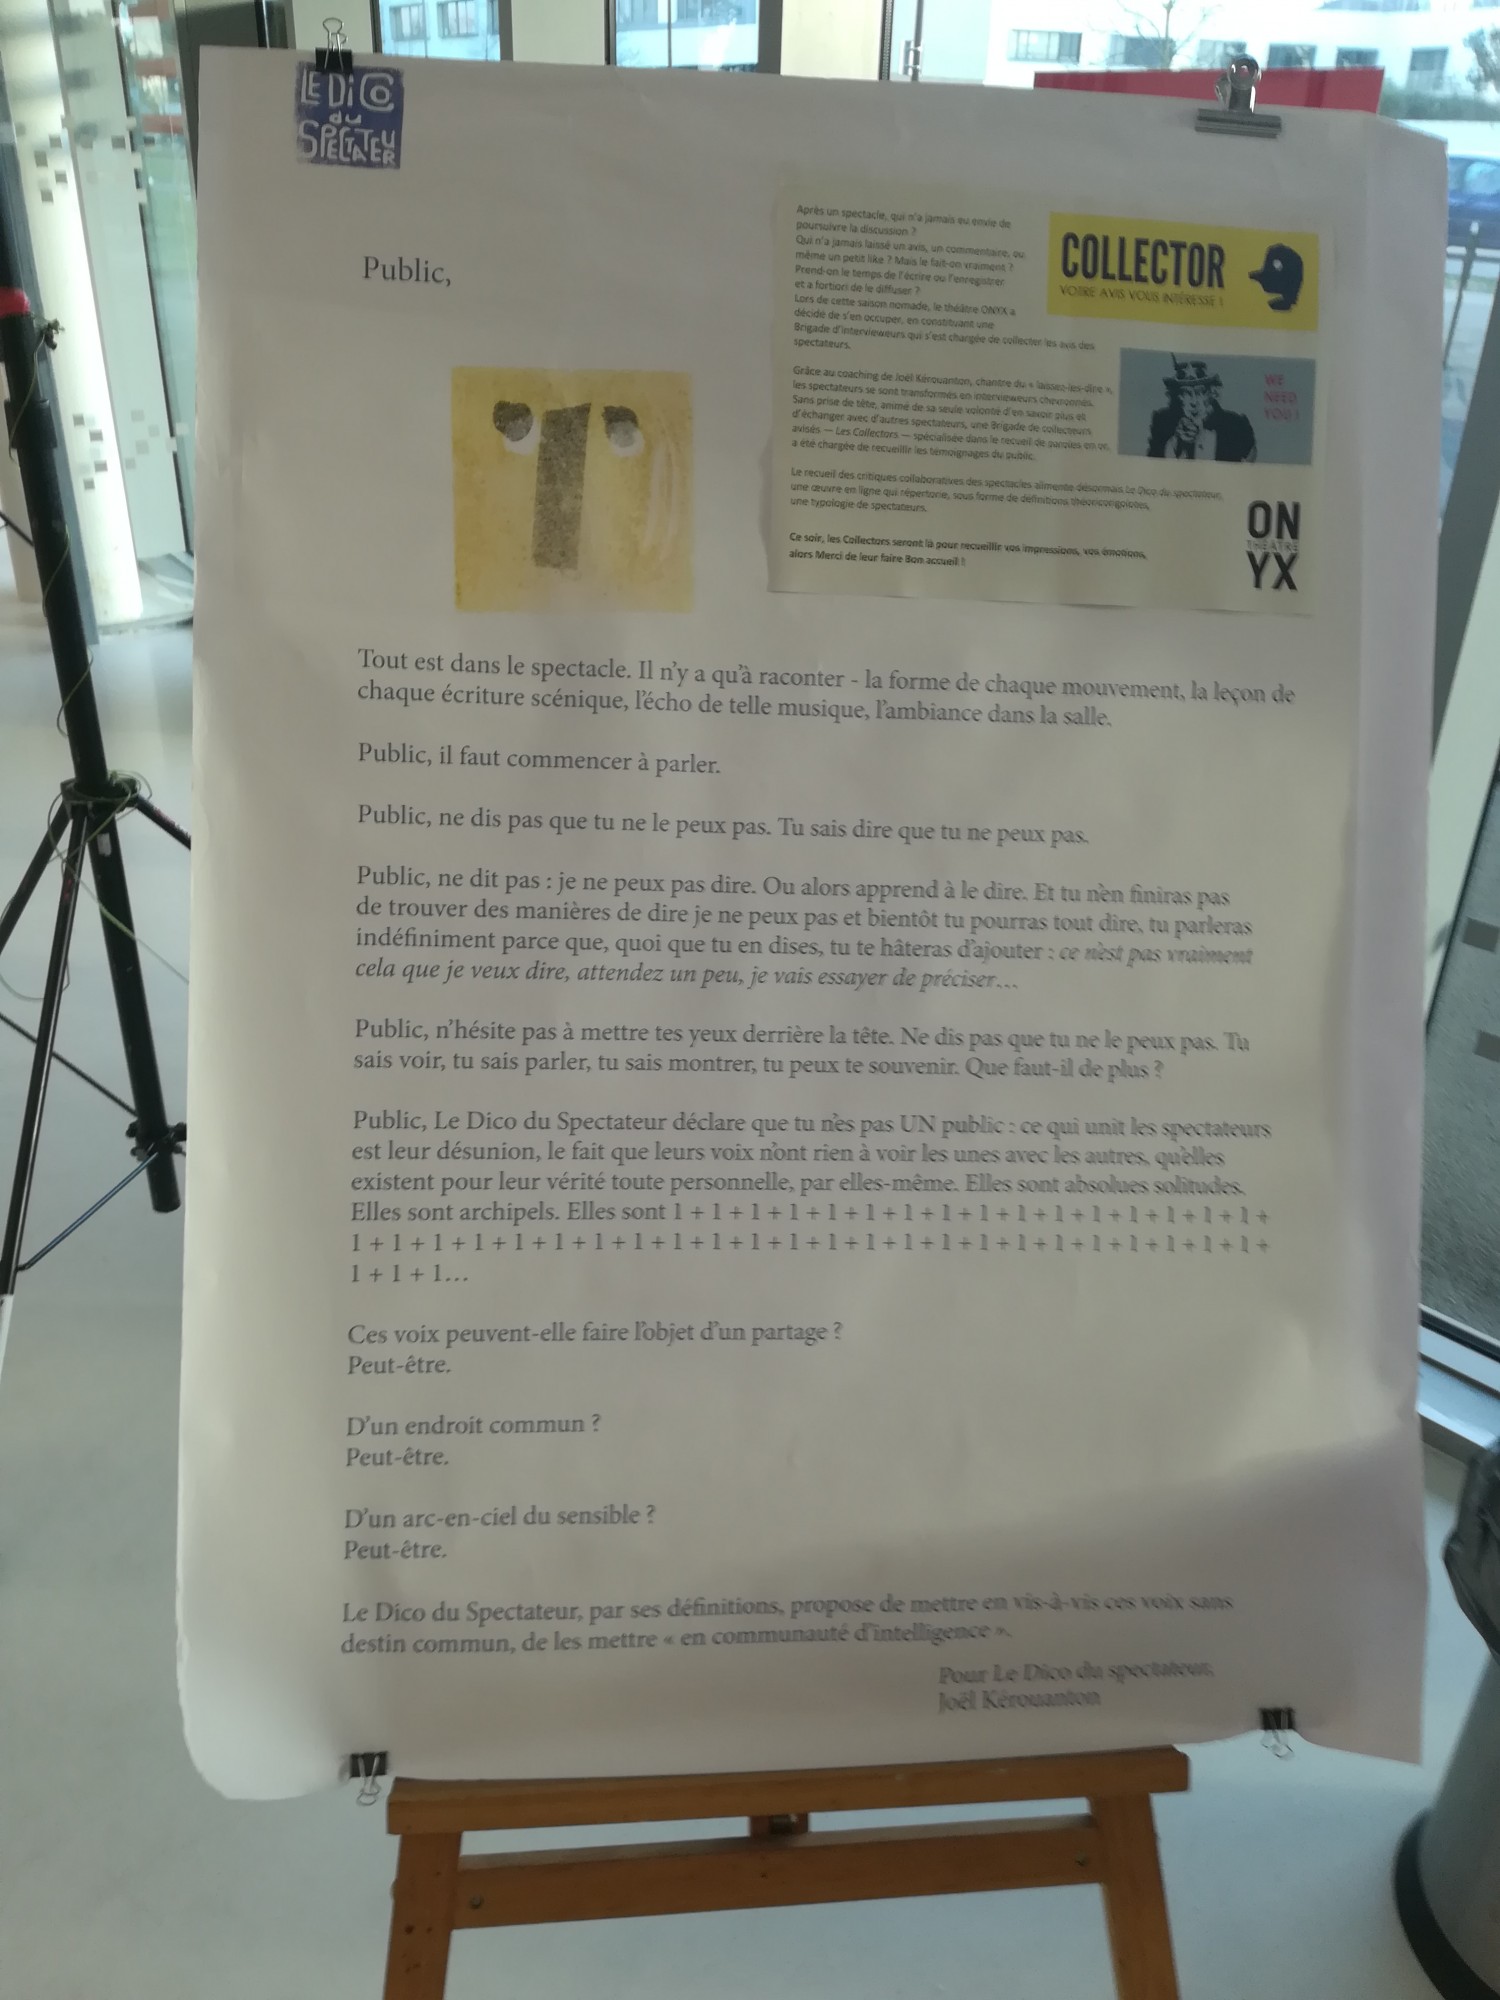 LE DICO
du
SPECTATEUR
Public,
Après un spectacle, qui n'a jamais eu envie de
poursuivre la discussion ?
Qui n'a jamais laissé un avis, un commentaire, ou
même un petit like ? Mais le fait-on vraiment ?
Prend-on le temps de l'écrire ou l'enregistrer
et a fortiori de le diffuser ?
Lors de cette saison nomade, le théâtre ONYX a
décidé de s'en occuper, en constituant une
Brigade d'intervieweurs qui s'est chargée de collecter les avis des
spectateurs.
COLLECTOR
VOTRE AVIS VOUS INTÉRESSE !
Grâce au coaching de Joël Kérouanton, chantre du « laissez-les-dire »,
les spectateurs se sont transformés en intervieweurs chevronnés.
Sans prise de tête, animé de sa seule volonté d'en savoir plus et
d'échanger avec d'autres spectateurs, une Brigade de collecteurs
avisés — Les Collectors — spécialisée dans le recueil de paroles en or,
a été chargée de recueillir les témoignages du public.
WE
NEED
YOU !
Le recueil des critiques collaboratives des spectacles alimente désormais Le Dico du spectateur,
une œuvre en ligne qui répertorie, sous forme de définitions
une typologie de spectateurs.
Ce soir, les Collectors seront là pour recueillir vos impressions, vos émotions,
alors Merci de leur faire Bon accueil !
ON
THÉÂTRE
YX
Tout est dans le spectacle. Il n'y a qu'à raconter - la forme de chaque mouvement, la leçon de
chaque écriture scénique, l'écho de telle musique, l'ambiance dans la salle.
Public, il faut commencer à parler.
Public, ne dis pas que tu ne le peux pas. Tu sais dire que tu ne peux pas.
Public, ne dit pas : je ne peux pas dire. Ou alors apprend à le dire. Et tu n'en finiras pas
de trouver des manières de dire je ne peux pas et bientôt tu pourras tout dire, tu parleras
indéfiniment parce que, quoi que tu en dises, tu te hâteras d'ajouter : ce n'est pas vraiment
cela que je veux dire, attendez un peu, je vais essayer de préciser…
Public, n'hésite pas à mettre tes yeux derrière la tête. Ne dis pas que tu ne le peux pas. Tu
sais voir, tu sais parler, tu sais montrer, tu peux te souvenir. Que faut-il de plus ?
Public, Le Dico du Spectateur déclare que tu n'es pas UN public : ce qui unit les spectateurs
est leur désunion, le fait que leurs voix n'ont rien à voir les unes avec les autres, qu'elles
existent pour leur vérité toute personnelle, par elles-même. Elles sont absolues solitudes.
Elles sont archipels. Elles sont 1 + 1 + 1 + 1 + 1 + 1 + 1 + 1 + 1 + 1 + 1 + 1 + 1 + 1 + 1 + 1 +
1 + 1 + 1 + 1 + 1 + 1 + 1 + 1 + 1 + 1 + 1 + 1 + 1 + 1 + 1 + 1 + 1 + 1 + 1 + 1 + 1 + 1 + 1 + 1 +
1 + 1 + 1…
Ces voix peuvent-elle faire l'objet d'un partage ?
Peut-être.
D'un endroit commun ?
Peut-être.
D'un arc-en-ciel du sensible ?
Peut-être.
Le Dico du Spectateur, par ses définitions, propose de mettre en vis-à-vis ces voix sans
destin commun, de les mettre « en communauté d'intelligence ».
Pour Le Dico du spectateur,
Joël Kérouanton